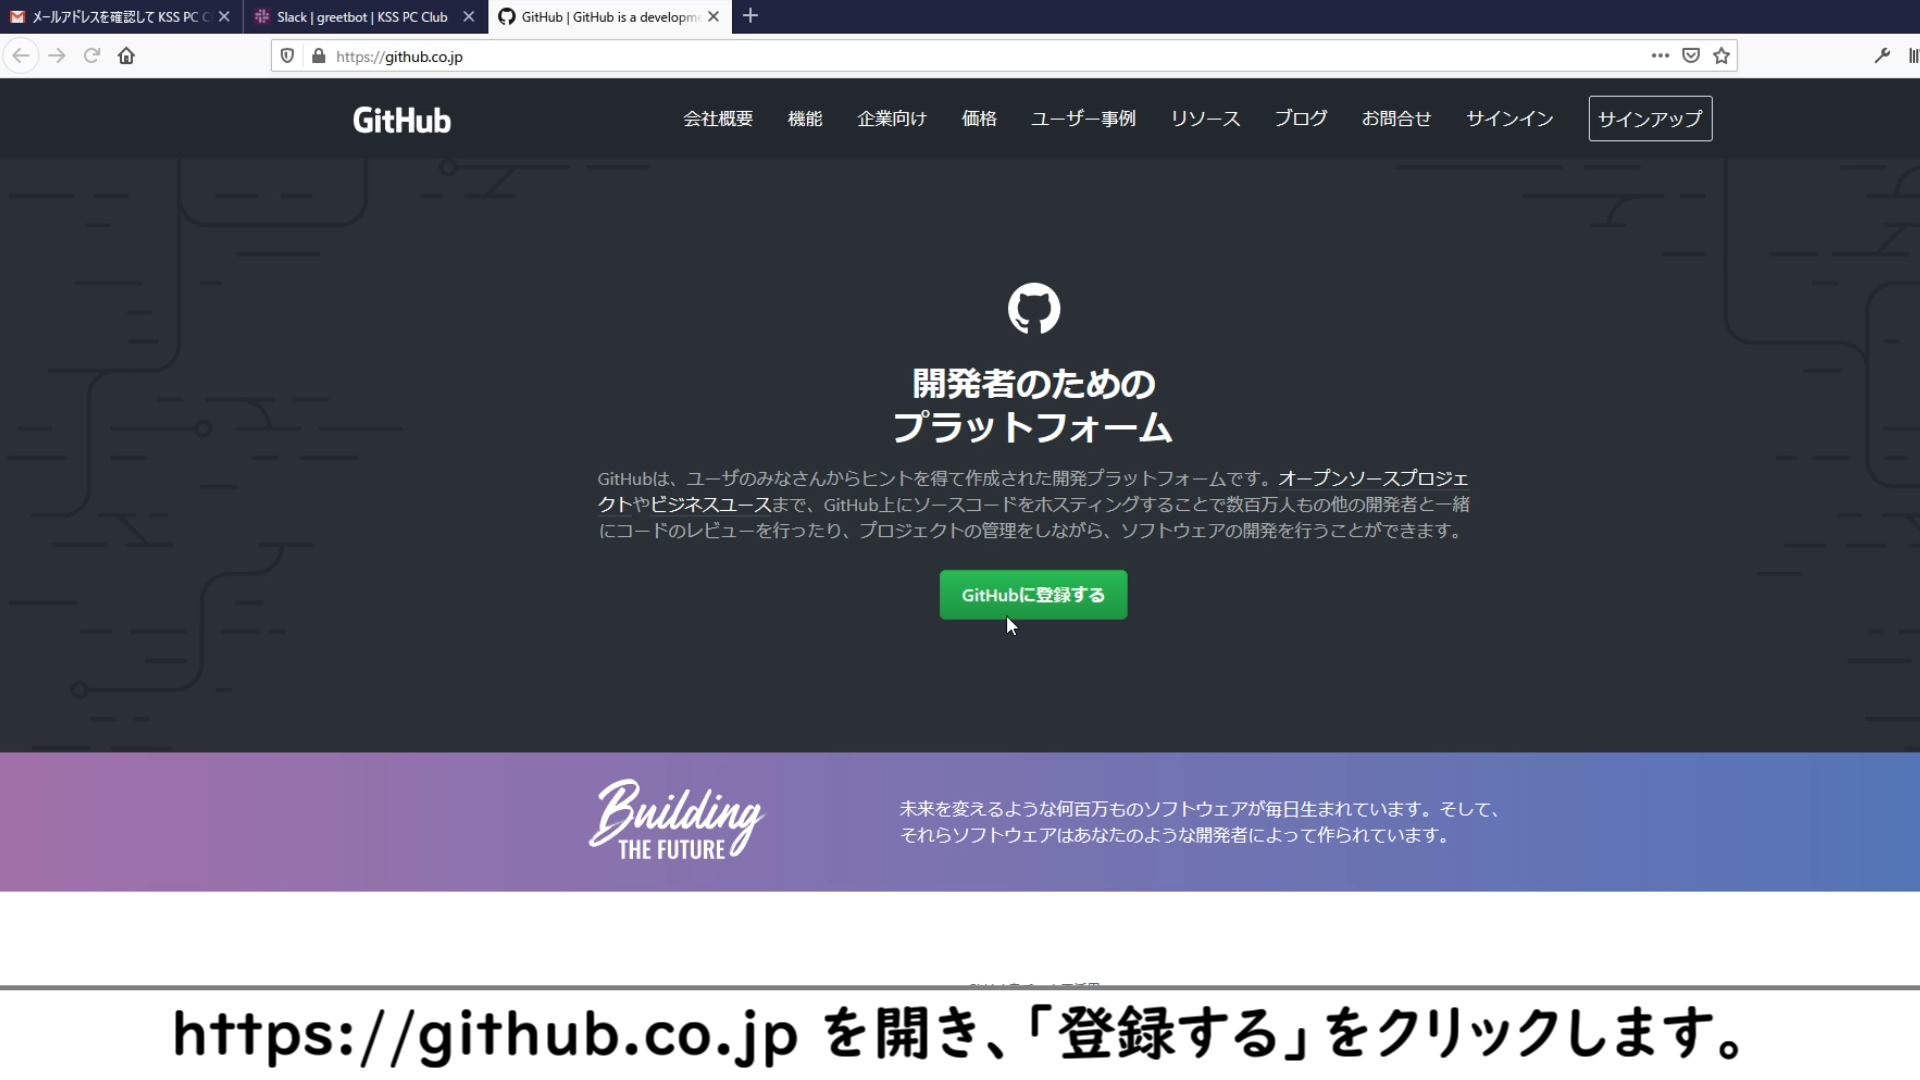 メールアドレスを確認して KSS PC C
Slack | greetbot | KSS PC Club
GitHub | GitHub is a developm
https://github.co.jp
GitHub
会社概要 機能 企業向け 価格 ユーザー事例 リソース ブログ お問合せ サインイン サインアップ
開発者のための
プラットフォーム
GitHubは、ユーザのみなさんからヒントを得て作成された開発プラットフォームです。オープンソースプロジェ
クトやビジネスユースまで、GitHub上にソースコードをホスティングすることで数百万人もの他の開発者と一緒
にコードのレビューを行ったり、プロジェクトの管理をしながら、ソフトウェアの開発を行うことができます。
GitHubに登録する
Building
THE FUTURE
未来を変えるような何百万ものソフトウェアが毎日生まれています。そして、
それらソフトウェアはあなたのような開発者によって作られています。
https://github.co.jp を開き、「登録する」をクリックします。